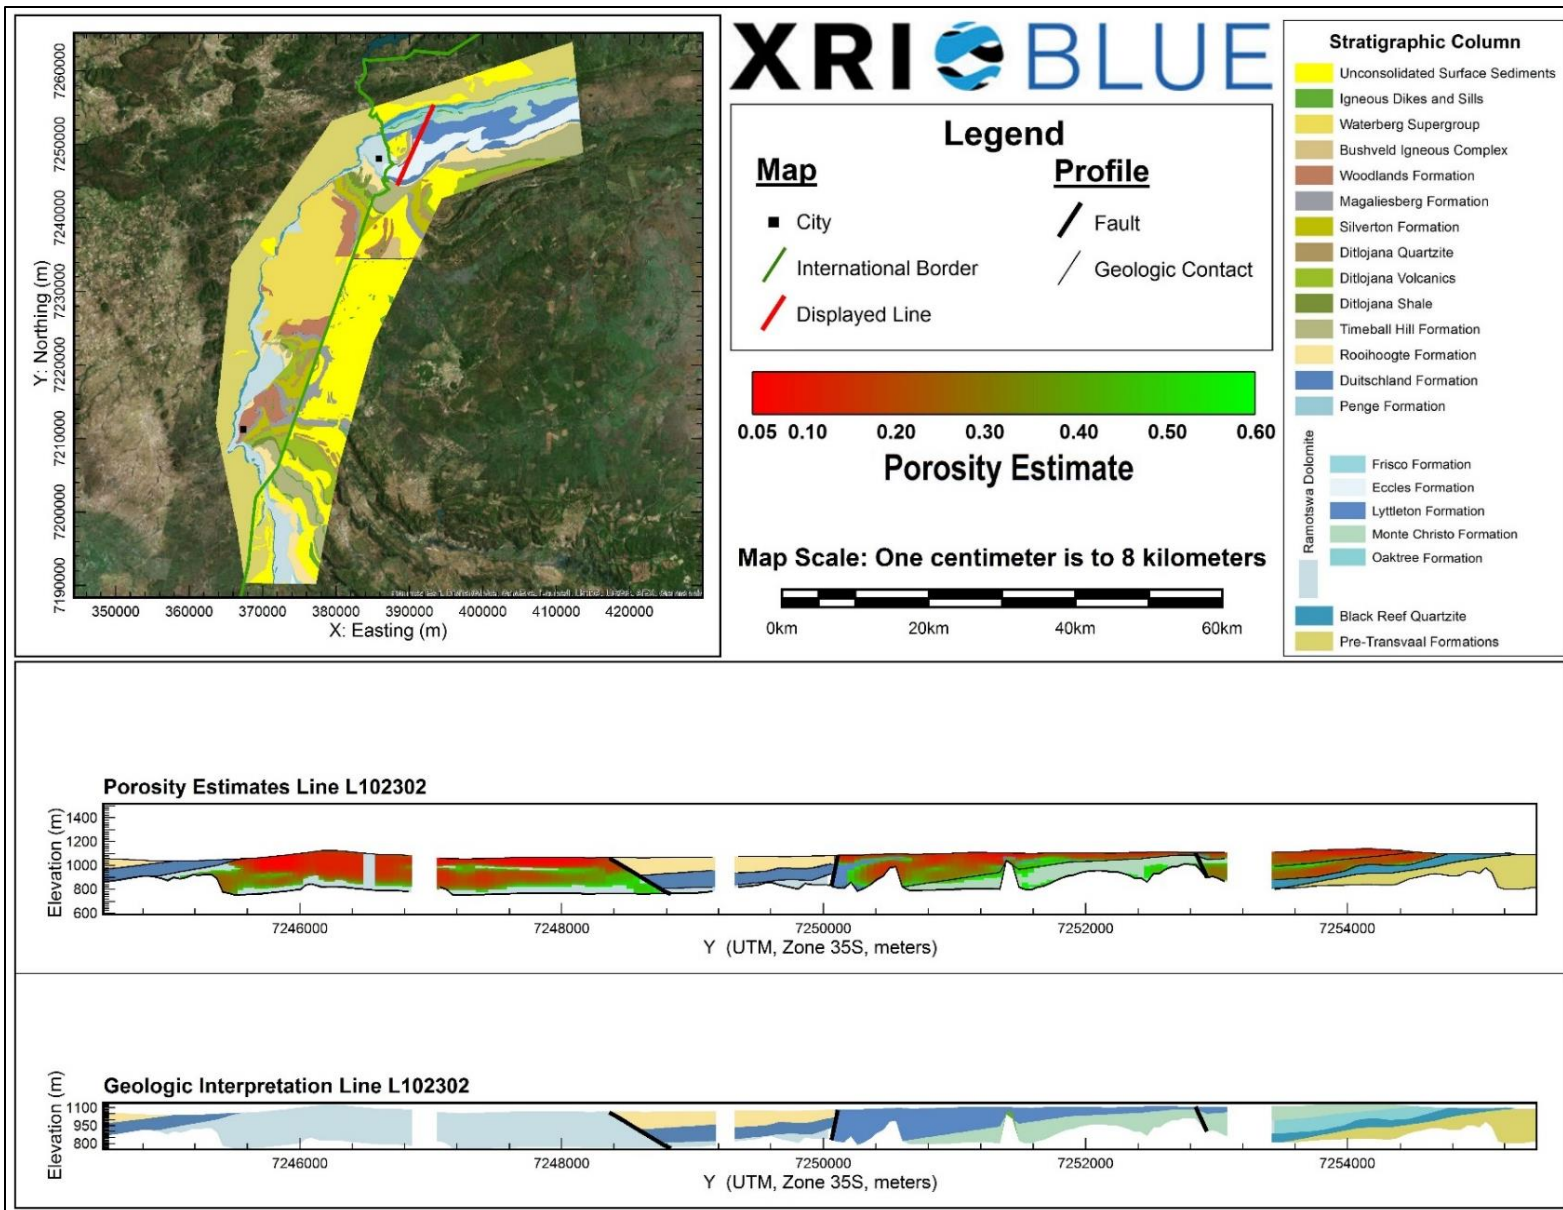 XRI BLUE
7260000
7250000
7240000
7230000
7220000
7210000
7200000
7190000
Y: Northing (m)
350000 360000 370000 380000 390000 400000 410000 420000
X: Easting (m)
Legend
Map
City
International Border
Displayed Line
Profile
Fault
Geologic Contact
0.05 0.10 0.20 0.30 0.40 0.50 0.60
Porosity Estimate
Map Scale: One centimeter is to 8 kilometers
0km 20km 40km 60km
Stratigraphic Column
Unconsolidated Surface Sediments
Igneous Dikes and Sills
Waterberg Supergroup
Bushveld Igneous Complex
Woodlands Formation
Magaliesberg Formation
Silverton Formation
Ditlojana Quartzite
Ditlojana Volcanics
Ditlojana Shale
Timeball Hill Formation
Rooihoogte Formation
Duitschland Formation
Penge Formation
Ramotswa Dolomite
Frisco Formation
Eccles Formation
Lyttleton Formation
Monte Christo Formation
Oaktree Formation
Black Reef Quartzite
Pre-Transvaal Formations
Porosity Estimates Line L102302
Elevation (m)
1400
1200
1000
800
600
7246000 7248000 7250000 7252000 7254000
Y (UTM, Zone 35S, meters)
Geologic Interpretation Line L102302
Elevation (m)
1100
950
800
7246000 7248000 7250000 7252000 7254000
Y (UTM, Zone 35S, meters)